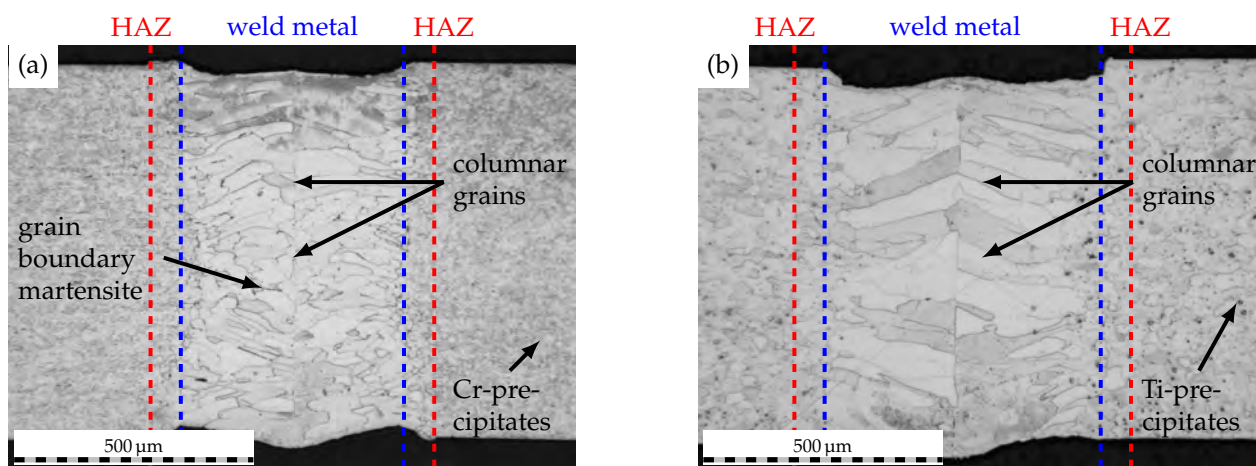 HAZ weld metal HAZ
(a)
columnar
grains
grain
boundary
martensite
Cr-pre-
cipitates
500 µm
HAZ weld metal HAZ
(b)
columnar
grains
Ti-pre-
cipitates
500 µm